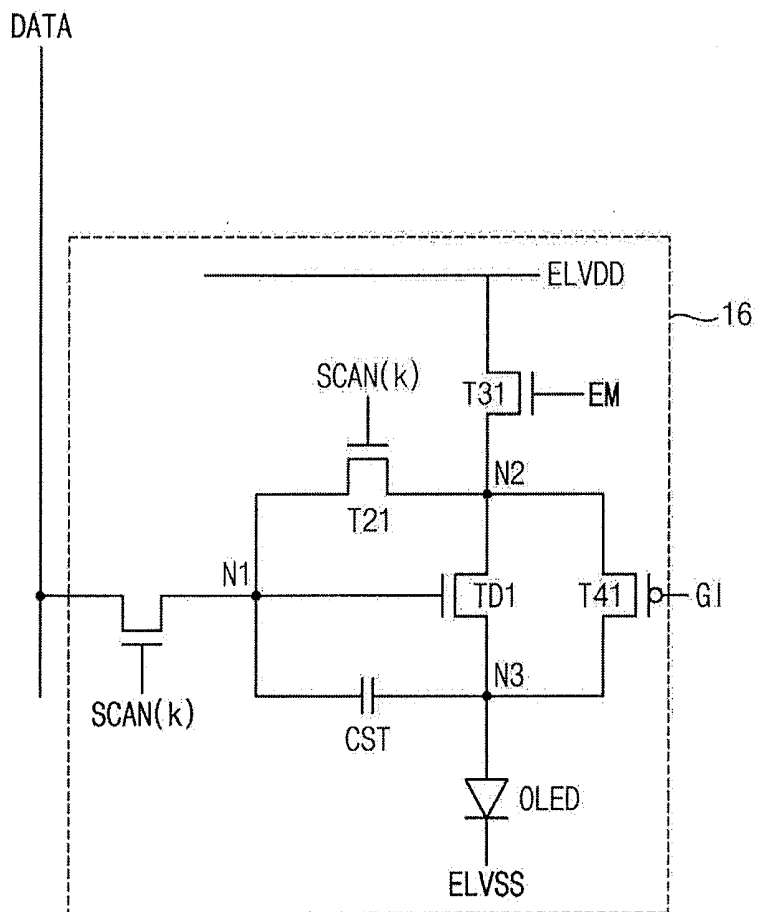 DATA
ELVDD
16
SCAN(k)
T31
EM
N2
T21
N1
TD1
T41
GI
N3
SCAN(k)
CST
OLED
ELVSS